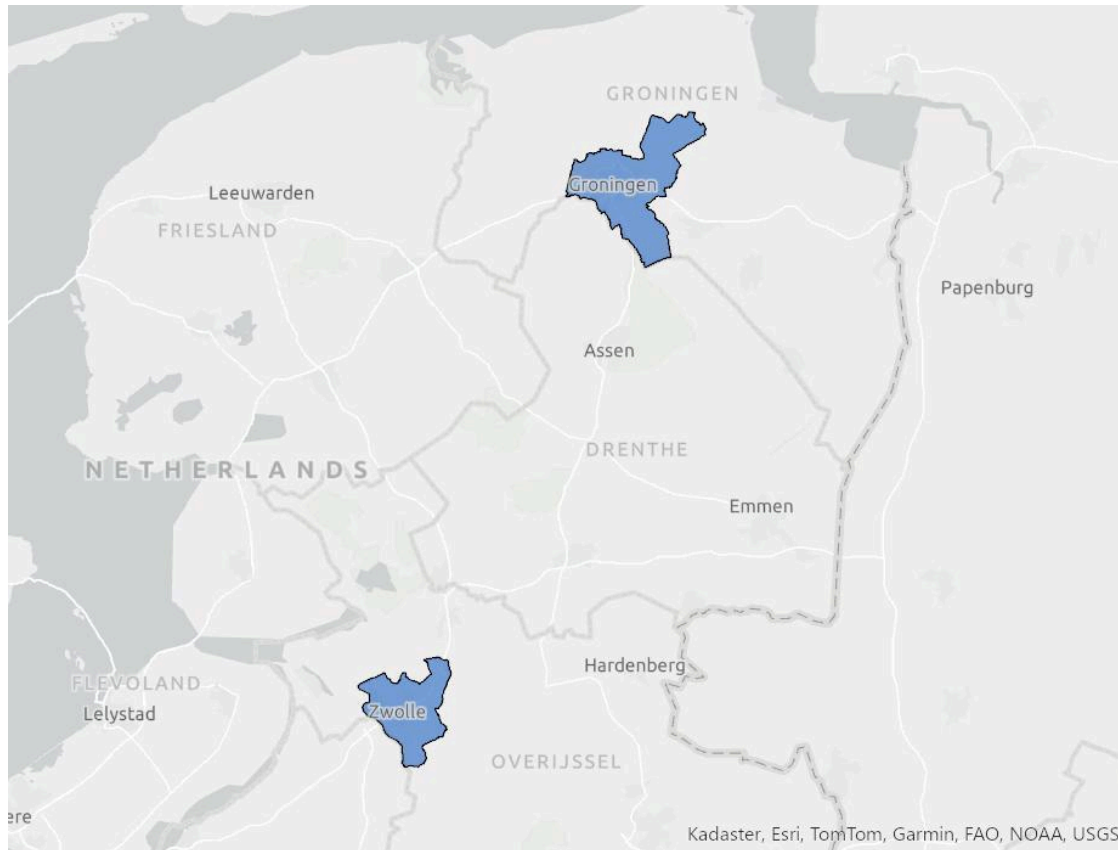 GRONINGEN
Groningen
Leeuwarden
FRIESLAND
Papenburg
Assen
DRENTHE
NETHERLANDS
Emmen
Hardenberg
FLEVOLAND
Lelystad
Zwolle
OVERIJSSEL
ere
Kadaster, Esri, TomTom, Garmin, FAO, NOAA, USGS